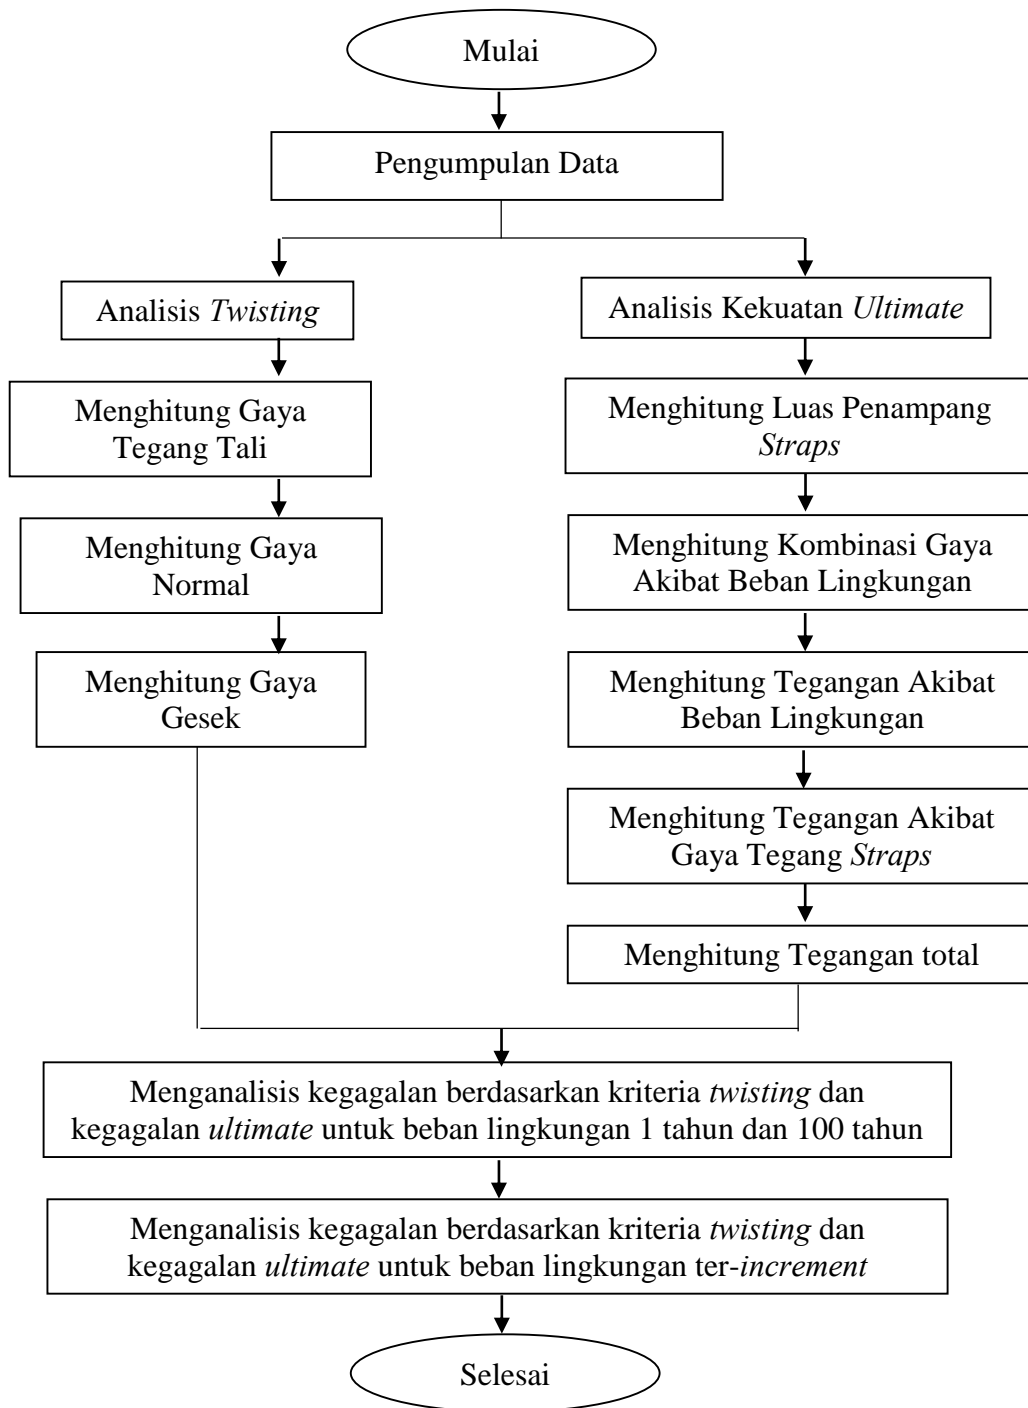 Mulai
Pengumpulan Data
Analisis Twisting
Menghitung Gaya
Tegang Tali
Menghitung Gaya
Normal
Menghitung Gaya
Gesek
Analisis Kekuatan Ultimate
Menghitung Luas Penampang
Straps
Menghitung Kombinasi Gaya
Akibat Beban Lingkungan
Menghitung Tegangan Akibat
Beban Lingkungan
Menghitung Tegangan Akibat
Gaya Tegang Straps
Menghitung Tegangan total
Menganalisis kegagalan berdasarkan kriteria twisting dan
kegagalan ultimate untuk beban lingkungan 1 tahun dan 100 tahun
Menganalisis kegagalan berdasarkan kriteria twisting dan
kegagalan ultimate untuk beban lingkungan ter-increment
Selesai